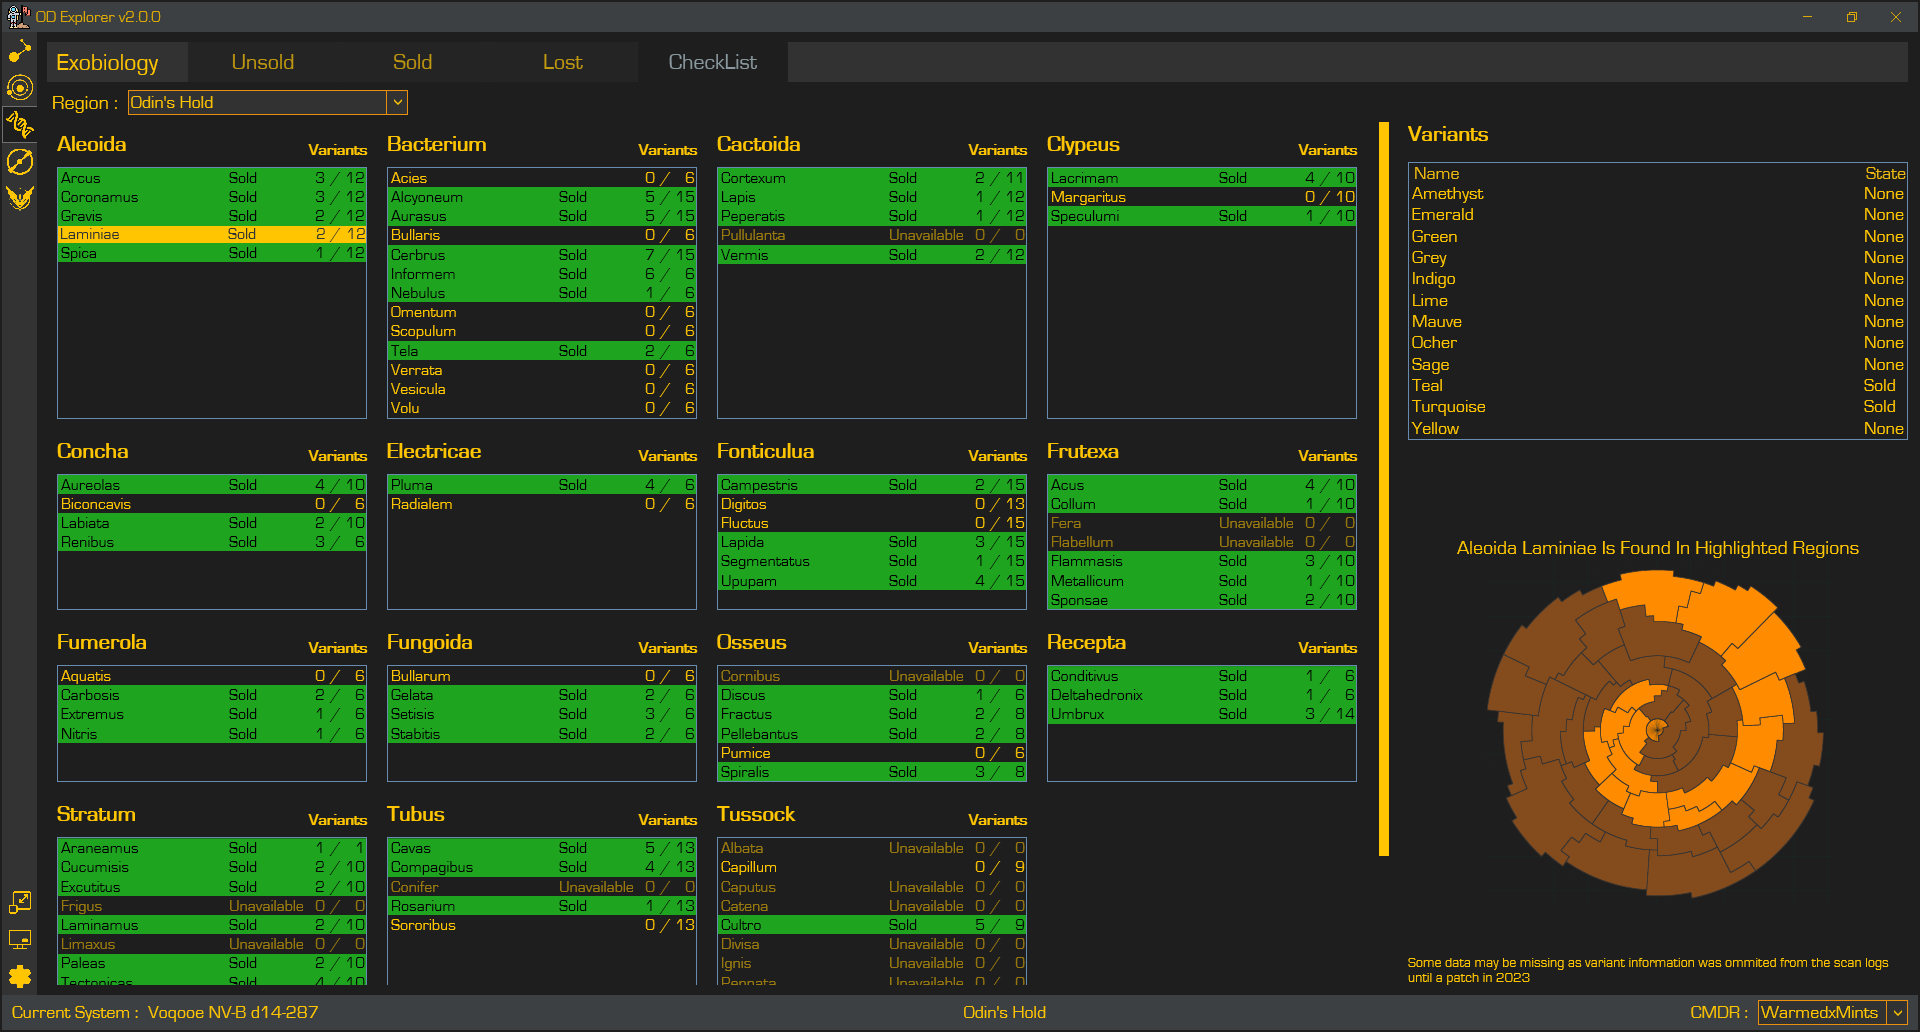 OD Explorer v2.0.0
Exobiology Unsold Sold Lost CheckList
Region : Odin's Hold
Aleoida Variants
Arcus Sold 3 / 12
Coronamus Sold 3 / 12
Gravis Sold 2 / 12
Laminiae Sold 2 / 12
Spica Sold 1 / 12
Bacterium Variants
Acies 0 / 6
Alcyoneum Sold 5 / 15
Aurasus Sold 5 / 15
Bullaris 0 / 6
Cerbrus Sold 7 / 15
Informem Sold 6 / 6
Nebulus Sold 1 / 6
Omentum 0 / 6
Scopulum 0 / 6
Tela Sold 2 / 6
Verrata 0 / 6
Vesicula 0 / 6
Volu 0 / 6
Cactoida Variants
Cortexum Sold 2 / 11
Lapis Sold 1 / 12
Peperatis Sold 1 / 12
Pullulanta Unavailable 0 / 0
Vermis Sold 2 / 12
Clypeus Variants
Lacrimam Sold 4 / 10
Margaritus 0 / 10
Speculumi Sold 1 / 10
Concha Variants
Aureolas Sold 4 / 10
Biconcavis 0 / 6
Labiata Sold 2 / 10
Renibus Sold 3 / 6
Electricae Variants
Pluma Sold 4 / 6
Radialem 0 / 6
Fonticulua Variants
Campestris Sold 2 / 15
Digitos 0 / 13
Fluctus 0 / 15
Lapida Sold 3 / 15
Segmentatus Sold 1 / 15
Upupam Sold 4 / 15
Frutexa Variants
Acus Sold 4 / 10
Collum Sold 1 / 10
Fera Unavailable 0 / 0
Flabellum Unavailable 0 / 0
Flammasis Sold 3 / 10
Metallicum Sold 1 / 10
Sponsae Sold 2 / 10
Fumerola Variants
Aquatis 0 / 6
Carbosis Sold 2 / 6
Extremus Sold 1 / 6
Nitris Sold 1 / 6
Fungoida Variants
Bullarum 0 / 6
Gelata Sold 2 / 6
Setisis Sold 3 / 6
Stabitis Sold 2 / 6
Osseus Variants
Cornibus Unavailable 0 / 0
Discus Sold 1 / 6
Fractus Sold 2 / 8
Pellebantus Sold 2 / 8
Pumice 0 / 6
Spiralis Sold 3 / 8
Recepta Variants
Conditivus Sold 1 / 6
Deltahedronix Sold 1 / 6
Umbrux Sold 3 / 14
Stratum Variants
Araneamus Sold 1 / 1
Cucumisis Sold 2 / 10
Excutitus Sold 2 / 10
Frigus Unavailable 0 / 0
Laminamus Sold 2 / 10
Limaxus Unavailable 0 / 0
Paleas Sold 2 / 10
Tectonicas Sold 4 / 10
Tubus Variants
Cavas Sold 5 / 13
Compagibus Sold 4 / 13
Conifer Unavailable 0 / 0
Rosarium Sold 1 / 13
Sororibus 0 / 13
Tussock Variants
Albata Unavailable 0 / 0
Capillum 0 / 9
Caputus Unavailable 0 / 0
Catena Unavailable 0 / 0
Cultro Sold 5 / 9
Divisa Unavailable 0 / 0
Ignis Unavailable 0 / 0
Pennata Unavailable 0 / 0
Variants
Name State
Amethyst None
Emerald None
Green None
Grey None
Indigo None
Lime None
Mauve None
Ocher None
Sage None
Teal Sold
Turquoise Sold
Yellow None
Aleoida Laminiae Is Found In Highlighted Regions
Some data may be missing as variant information was ommited from the scan logs
until a patch in 2023
Current System : Voqooe NV-B d14-287
Odin's Hold
CMDR : WarmedxMints